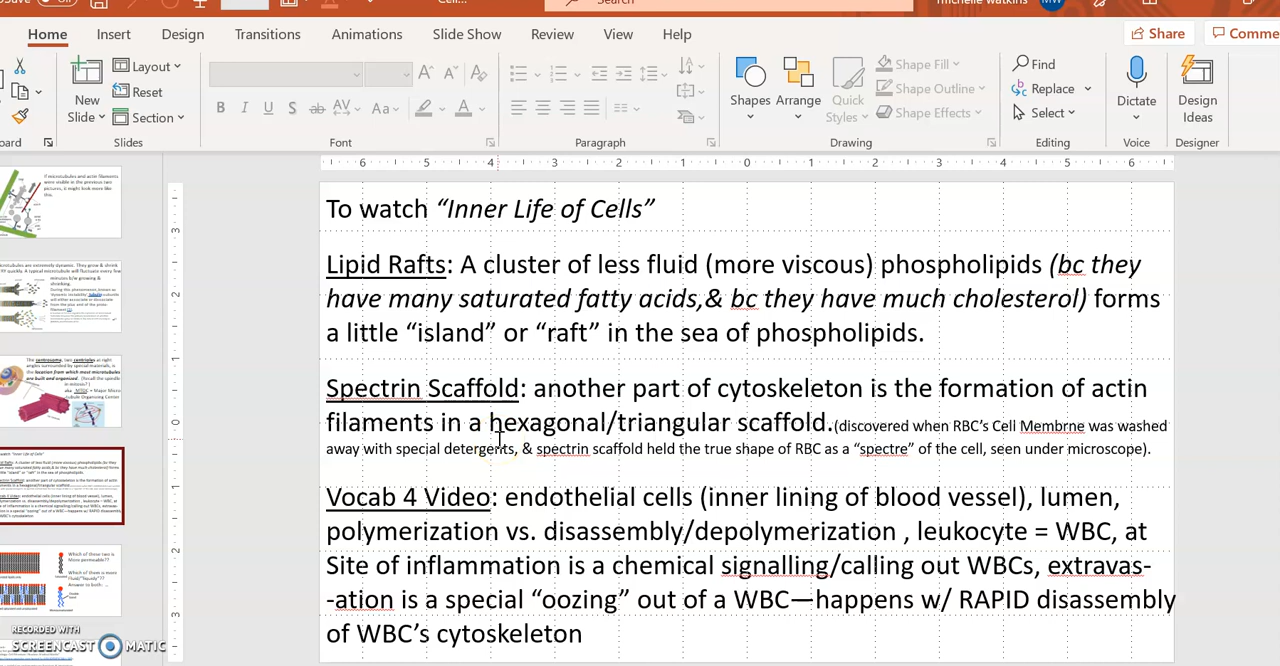 Search
Home Insert Design Transitions Animations Slide Show Review View Help
Share Comme
New Slide
Layout
Reset
Section
Shapes
Arrange
Quick Styles
Shape Fill
Shape Outline
Shape Effects
Find
Replace
Select
Dictate
Design Ideas
oard Slides Font Paragraph Drawing Editing Voice Designer
To watch “Inner Life of Cells”
Lipid Rafts: A cluster of less fluid (more viscous) phospholipids (bc they
have many saturated fatty acids,& bc they have much cholesterol) forms
a little “island” or “raft” in the sea of phospholipids.
Spectrin Scaffold: another part of cytoskeleton is the formation of actin
filaments in a hexagonal/triangular scaffold.(discovered when RBC’s Cell Membrne was washed
away with special detergents, & spectrin scaffold held the true shape of RBC as a “spectre” of the cell, seen under microscope).
Vocab 4 Video: endothelial cells (inner lining of blood vessel), lumen,
polymerization vs. disassembly/depolymerization , leukocyte = WBC, at
Site of inflammation is a chemical signalling/calling out WBCs, extravas-
-ation is a special “oozing” out of a WBC—happens w/ RAPID disassembly
of WBC’s cytoskeleton
RECORDED WITH
SCREENCAST MATIC